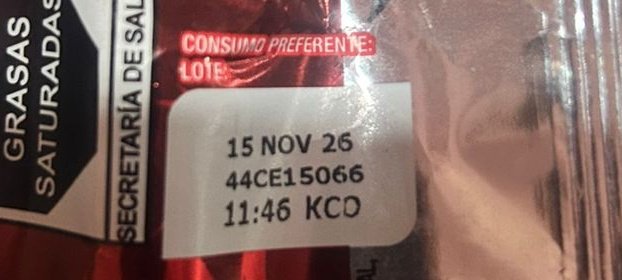 GRASAS
SATURADAS
SECRETARÍA DE SAL
CONSUMO PREFERENTE:
LOTE:
15 NOV 26
44CE15066
11:46 KCO